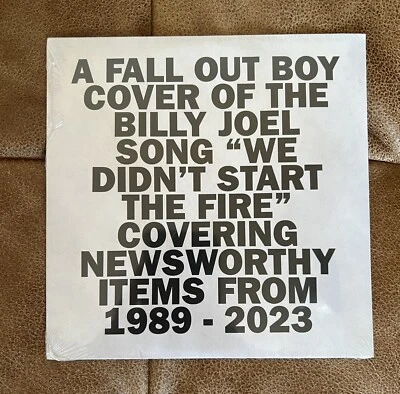 A FALL OUT BOY
COVER OF THE
BILLY JOEL
SONG “WE
DIDN’T START
THE FIRE”
COVERING
NEWSWORTHY
ITEMS FROM
1989 - 2023